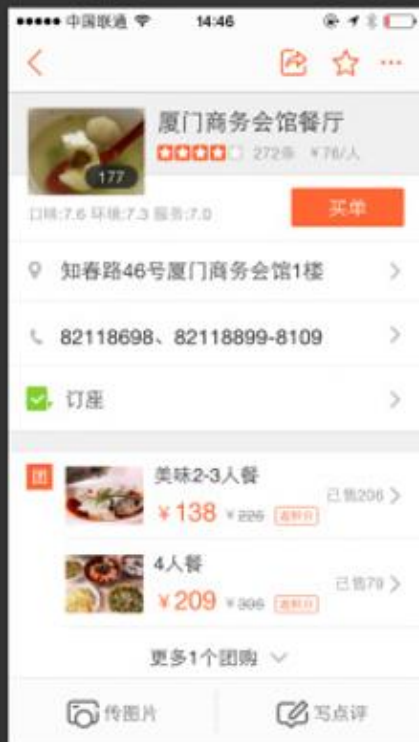 中国联通 14:46
厦门商务会馆餐厅
272条 ¥76/人
177
口味:7.6 环境:7.3 服务:7.0
买单
知春路46号厦门商务会馆1楼
82118698、82118899-8109
订座
团
美味2-3人餐
¥138 ¥226
已售206
4人餐
¥209 ¥306
已售79
更多1个团购
传图片
写点评